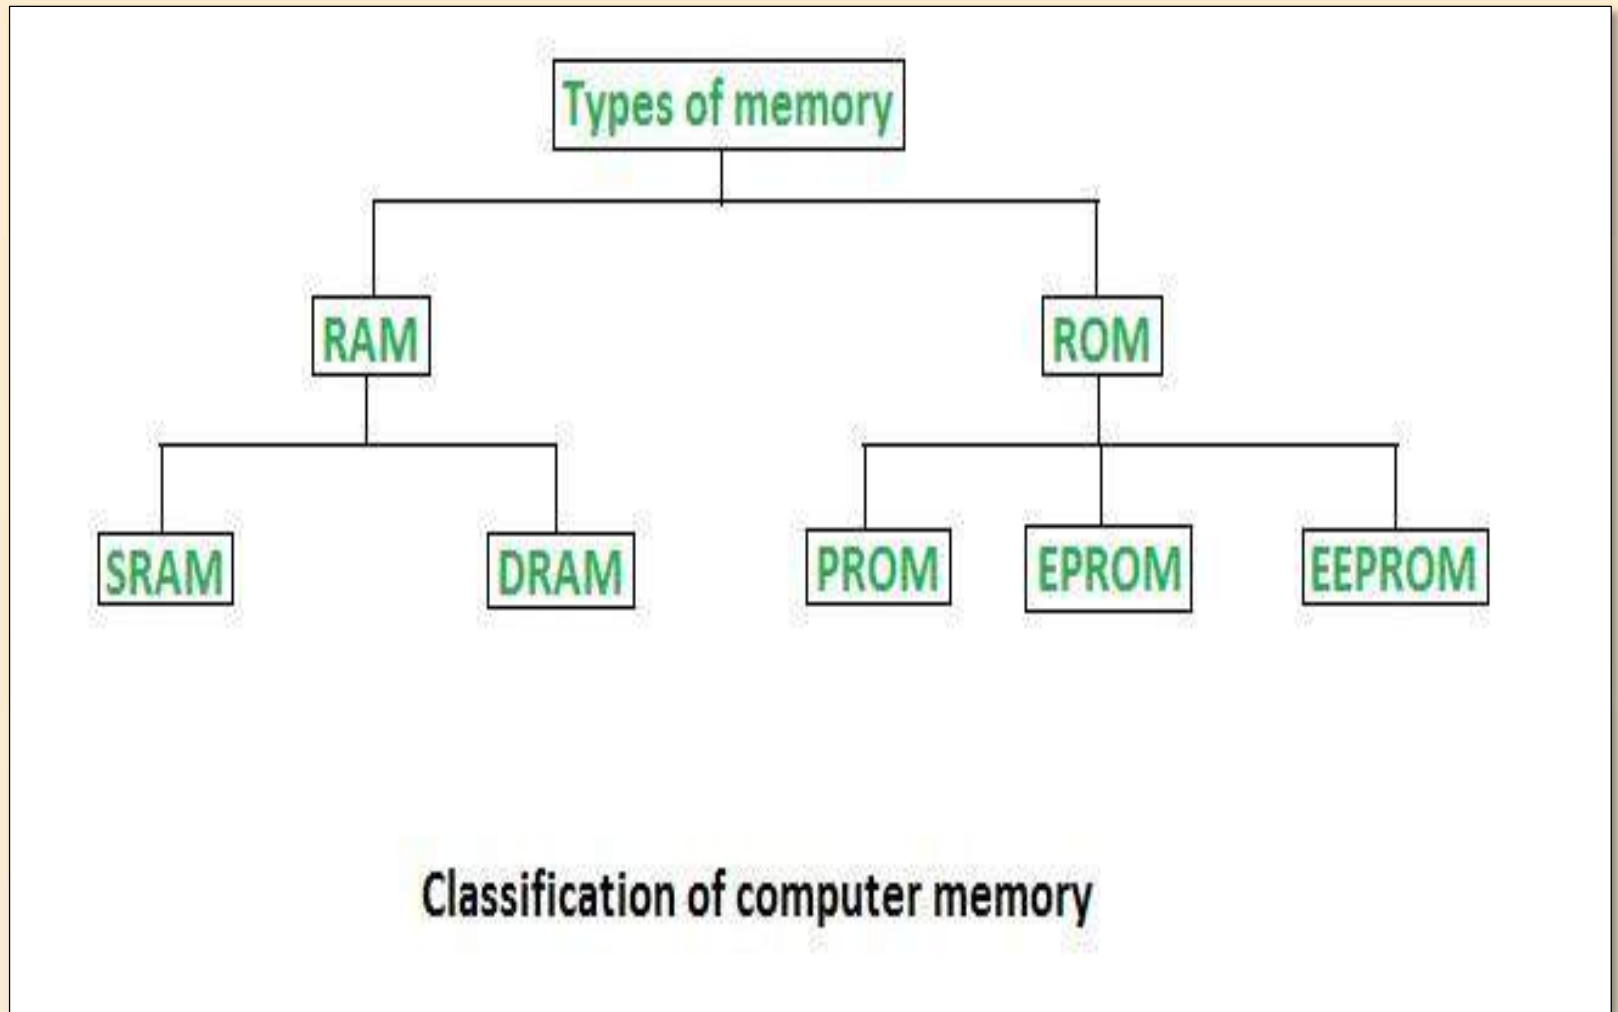 Types of memory
RAM
ROM
SRAM
DRAM
PROM
EPROM
EEPROM
Classification of computer memory